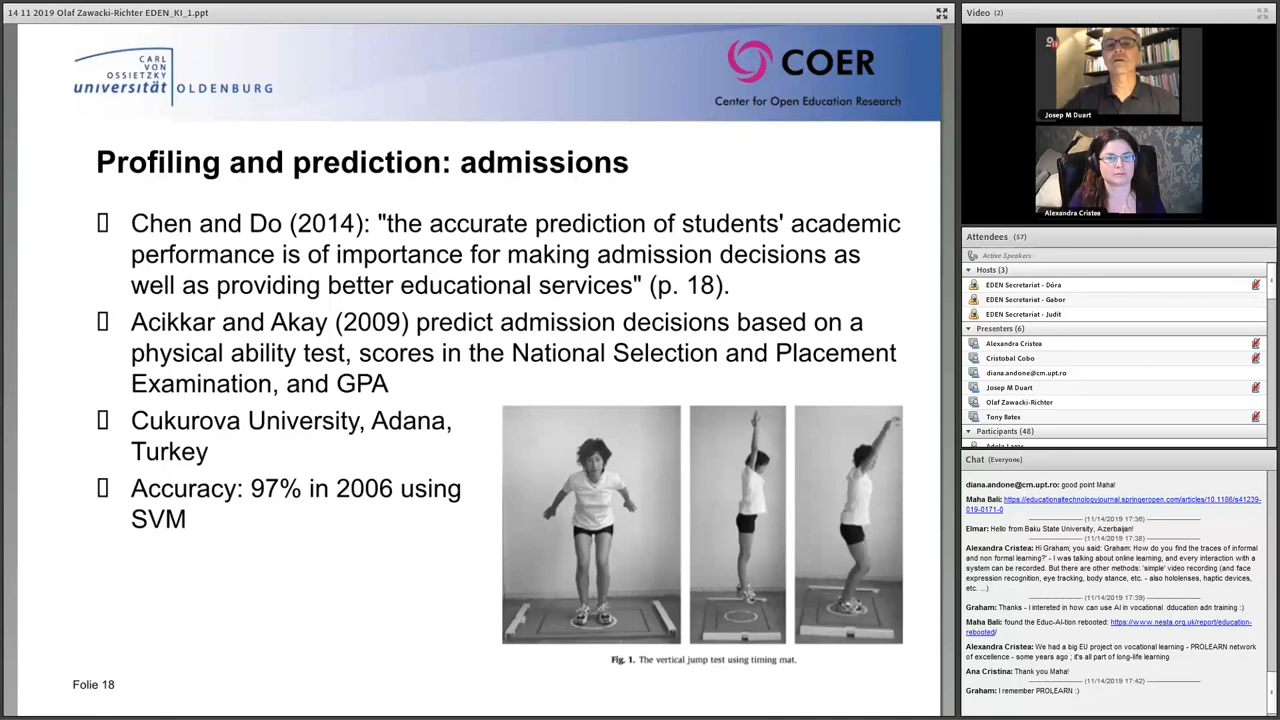 14 11 2019 Olaf Zawacki-Richter EDEN_KI_1.ppt
CARL
VON
OSSIETZKY
universität OLDENBURG
COER
Center for Open Education Research
Profiling and prediction: admissions
Chen and Do (2014): "the accurate prediction of students' academic
performance is of importance for making admission decisions as
well as providing better educational services" (p. 18).
Acikkar and Akay (2009) predict admission decisions based on a
physical ability test, scores in the National Selection and Placement
Examination, and GPA
Cukurova University, Adana,
Turkey
Accuracy: 97% in 2006 using
SVM
Fig. 1. The vertical jump test using timing mat.
Folie 18
Video (2)
Josep M Duart
Alexandra Cristea
Attendees (57)
Active Speakers
Hosts (3)
EDEN Secretariat - Dóra
EDEN Secretariat - Gabor
EDEN Secretariat - Judit
Presenters (6)
Alexandra Cristea
Cristobal Cobo
diana.andone@cm.upt.ro
Josep M Duart
Olaf Zawacki-Richter
Tony Bates
Participants (48)
Chat (Everyone)
diana.andone@cm.upt.ro: good point Maha!
Maha Bali: https://educationaltechnologyjournal.springeropen.com/articles/10.1186/s41239-
019-0171-0
(11/14/2019 17:36)
Elmar: Hello from Baku State University, Azerbaijan!
(11/14/2019 17:38)
Alexandra Cristea: Hi Graham; you said: Graham: How do you find the traces of informal
and non formal learning?' - I was talking about online learning, and every interaction with a
system can be recorded. But there are other methods: 'simple' video recording (and face
expression recognition, eye tracking, body stance, etc. - also hololenses, haptic devices,
etc. ...)
(11/14/2019 17:39)
Graham: Thanks - I intereted in how can use AI in vocational dducation adn training :)
Maha Bali: found the Educ-AI-tion rebooted: https://www.nesta.org.uk/report/education-
rebooted/
Alexandra Cristea: We had a big EU project on vocational learning - PROLEARN network
of excellence - some years ago ; it's all part of long-life learning
Ana Cristina: Thank you Maha!
(11/14/2019 17:42)
Graham: I remember PROLEARN :)